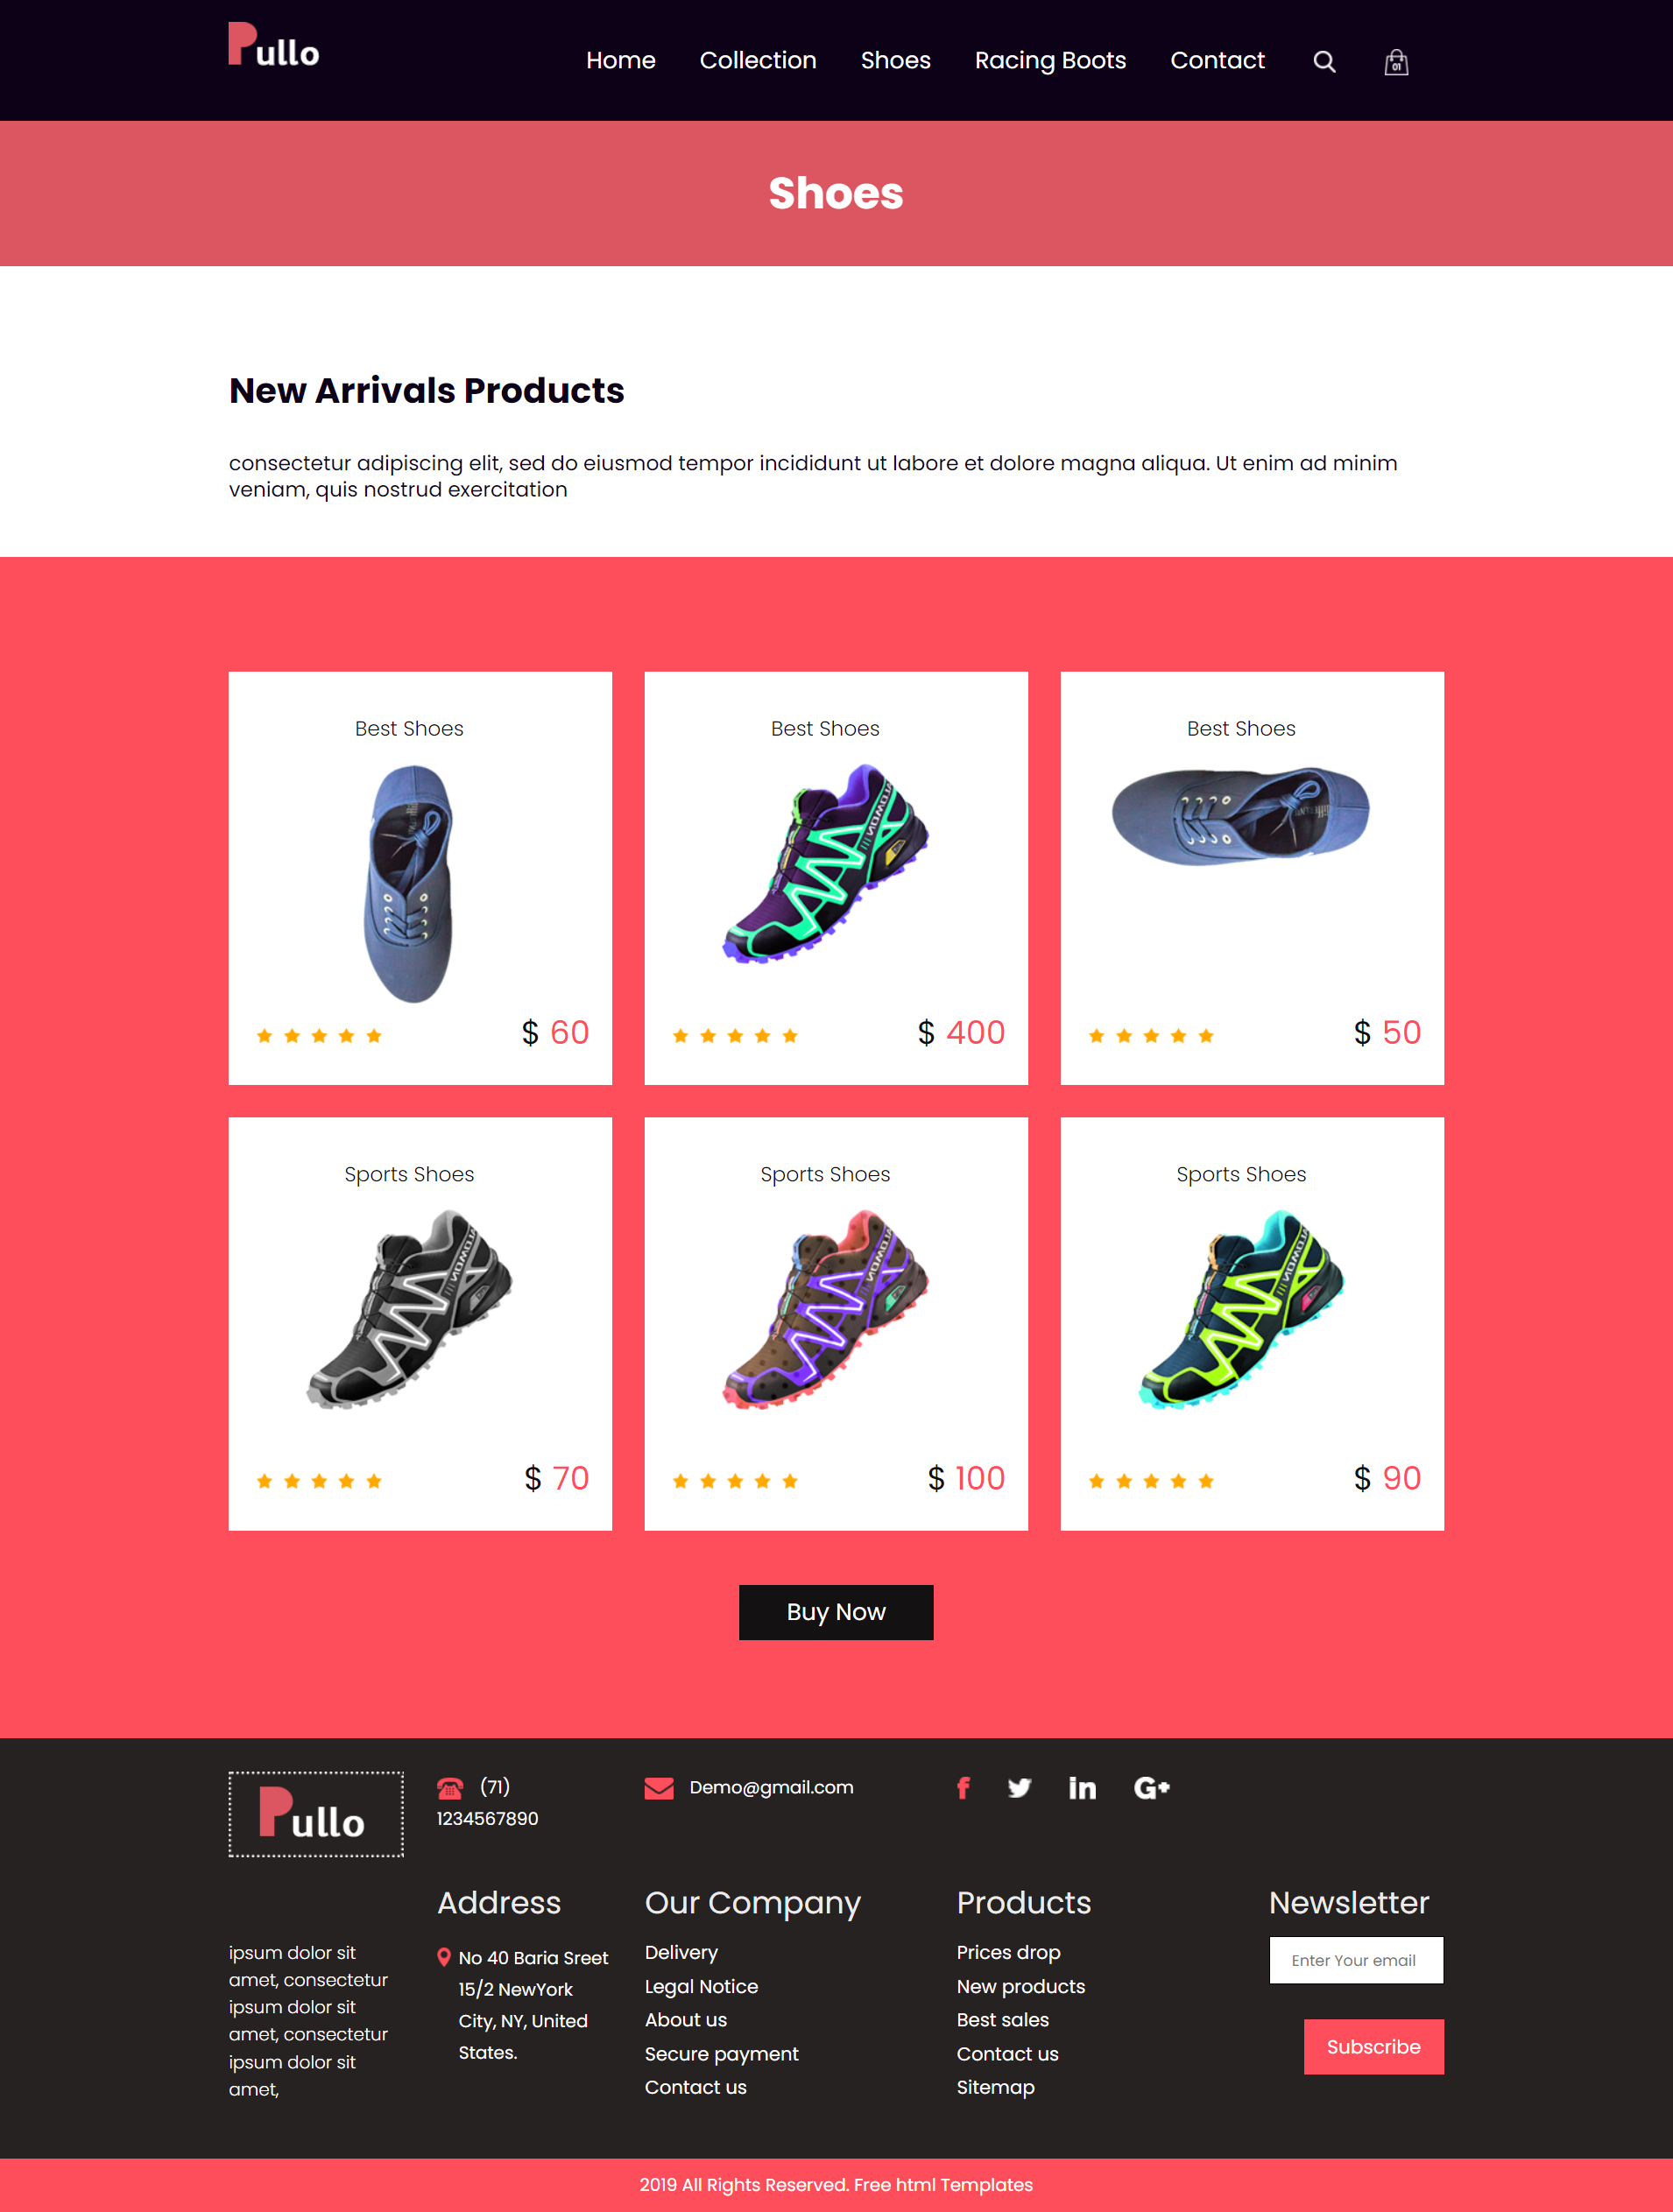 Pullo
Home Collection Shoes Racing Boots Contact 01
Shoes
New Arrivals Products
consectetur adipiscing elit, sed do eiusmod tempor incididunt ut labore et dolore magna aliqua. Ut enim ad minim
veniam, quis nostrud exercitation
Best Shoes
$ 60
Best Shoes
SALOMON
$ 400
Best Shoes
$ 50
Sports Shoes
SALOMON
$ 70
Sports Shoes
SALOMON
$ 100
Sports Shoes
SALOMON
$ 90
Buy Now
Pullo
(71)
1234567890
Demo@gmail.com
f in G+
ipsum dolor sit
amet, consectetur
ipsum dolor sit
amet, consectetur
ipsum dolor sit
amet,
Address
No 40 Baria Sreet
15/2 NewYork
City, NY, United
States.
Our Company
Delivery
Legal Notice
About us
Secure payment
Contact us
Products
Prices drop
New products
Best sales
Contact us
Sitemap
Newsletter
Enter Your email
Subscribe
2019 All Rights Reserved. Free html Templates